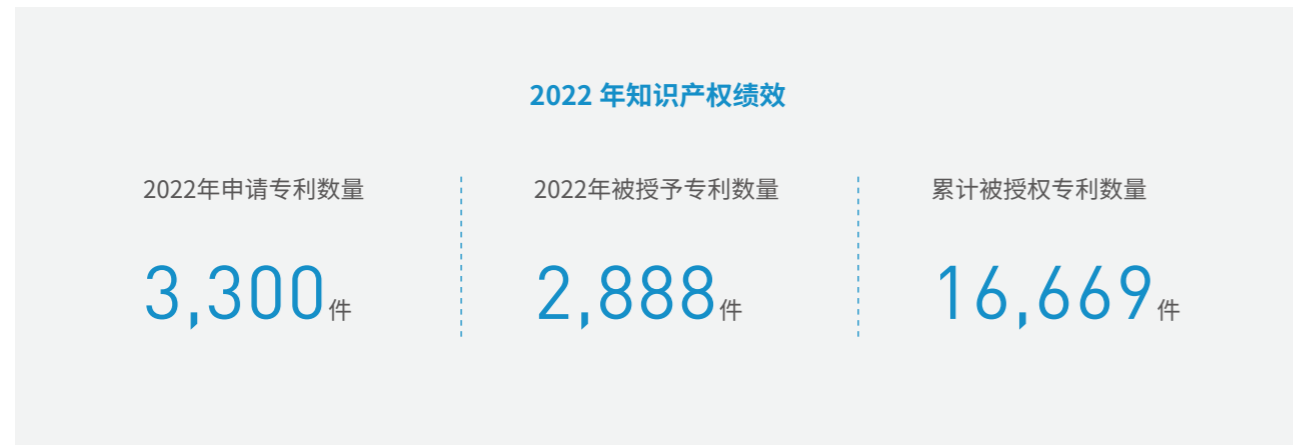 2022 年知识产权绩效
2022年申请专利数量
3,300件
2022年被授予专利数量
2,888件
累计被授权专利数量
16,669件